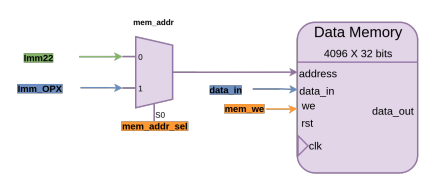 mem_addr
Imm22
0
Imm_OPX
1
S0
mem_addr_sel
data_in
mem_we
Data Memory
4096 X 32 bits
address
data_in
we
data_out
rst
clk